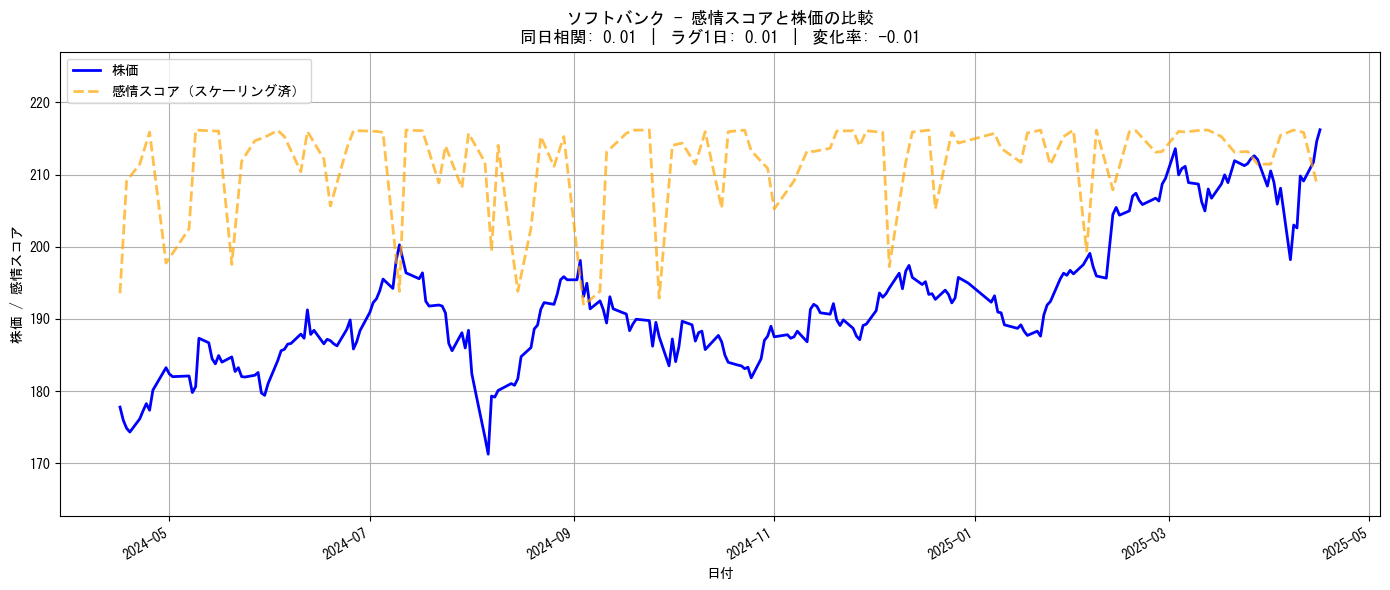 ソフトバンク - 感情スコアと株価の比較
同日相関: 0.01 | ラグ1日: 0.01 | 変化率: -0.01
株価
感情スコア（スケーリング済）
株価 / 感情スコア
220
210
200
190
180
170
2024-05
2024-07
2024-09
2024-11
2025-01
2025-03
2025-05
日付